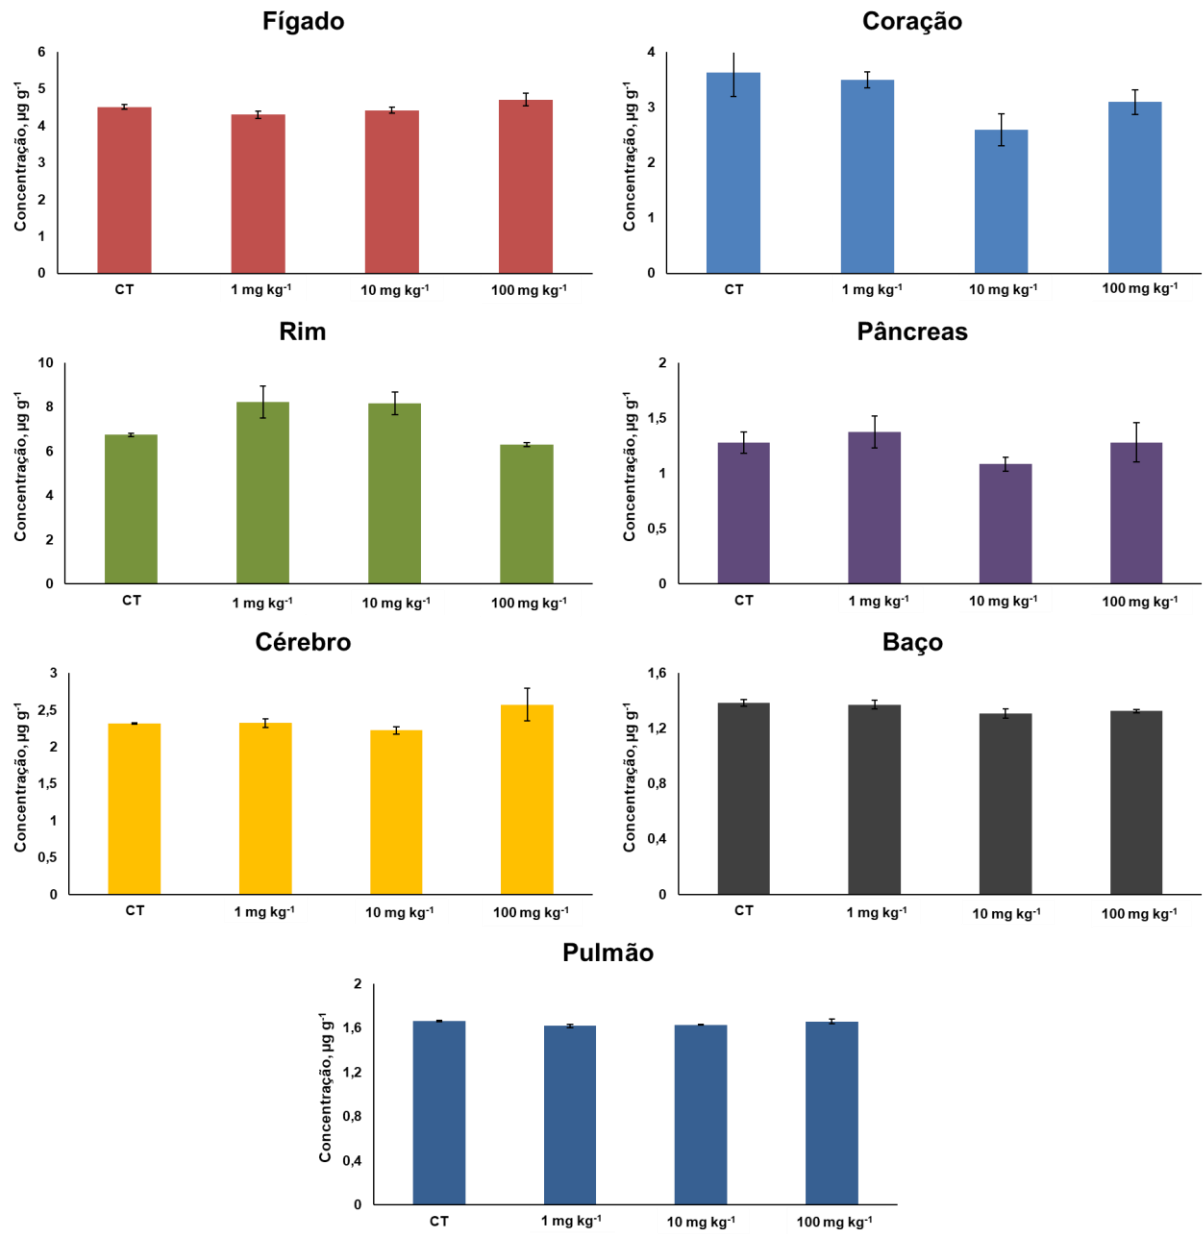 Fígado
Concentração, µg g⁻¹
6
5
4
3
2
1
0
CT 1 mg kg⁻¹ 10 mg kg⁻¹ 100 mg kg⁻¹
Coração
Concentração, µg g⁻¹
4
3
2
1
0
CT 1 mg kg⁻¹ 10 mg kg⁻¹ 100 mg kg⁻¹
Rim
Concentração, µg g⁻¹
10
8
6
4
2
0
CT 1 mg kg⁻¹ 10 mg kg⁻¹ 100 mg kg⁻¹
Pâncreas
Concentração, µg g⁻¹
2
1,5
1
0,5
0
CT 1 mg kg⁻¹ 10 mg kg⁻¹ 100 mg kg⁻¹
Cérebro
Concentração, µg g⁻¹
3
2,5
2
1,5
1
0,5
0
CT 1 mg kg⁻¹ 10 mg kg⁻¹ 100 mg kg⁻¹
Baço
Concentração, µg g⁻¹
1,6
1,2
0,8
0,4
0
CT 1 mg kg⁻¹ 10 mg kg⁻¹ 100 mg kg⁻¹
Pulmão
Concentração, µg g⁻¹
2
1,6
1,2
0,8
0,4
0
CT 1 mg kg⁻¹ 10 mg kg⁻¹ 100 mg kg⁻¹